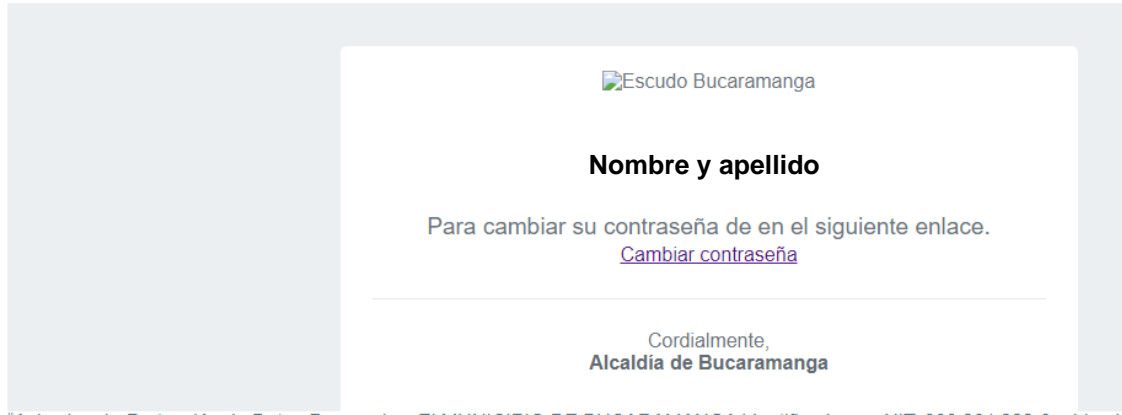 Escudo Bucaramanga
Nombre y apellido
Para cambiar su contraseña de en el siguiente enlace.
Cambiar contraseña
Cordialmente,
Alcaldía de Bucaramanga